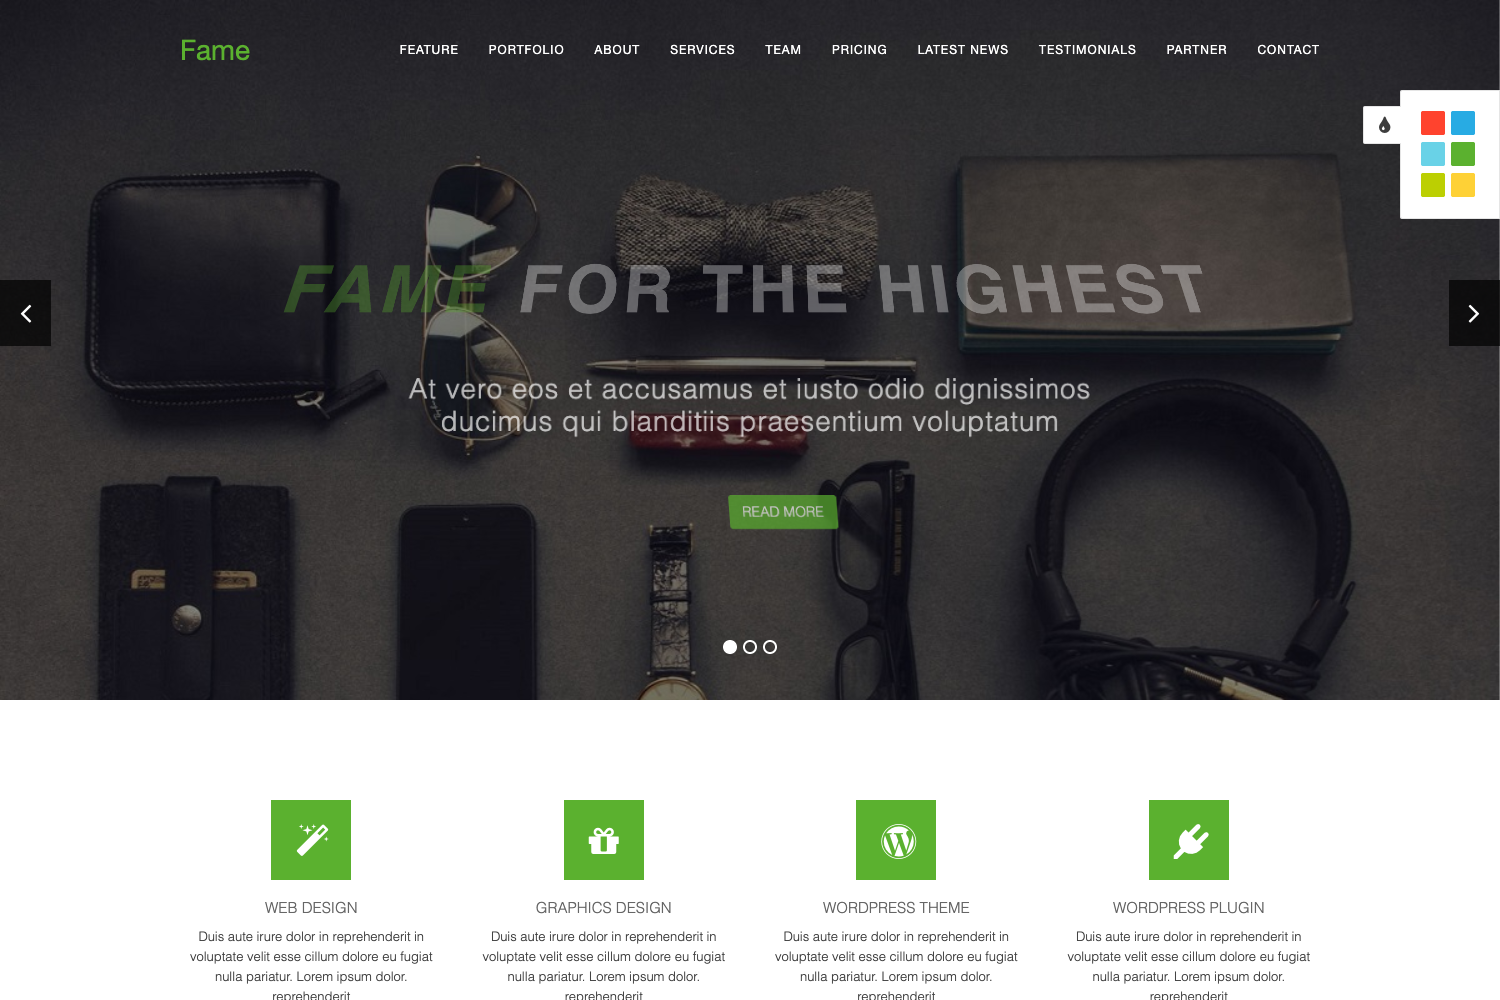 Fame
FEATURE PORTFOLIO ABOUT SERVICES TEAM PRICING LATEST NEWS TESTIMONIALS PARTNER CONTACT
FAME FOR THE HIGHEST
At vero eos et accusamus et iusto odio dignissimos
ducimus qui blanditiis praesentium voluptatum
READ MORE
WEB DESIGN
Duis aute irure dolor in reprehenderit in
voluptate velit esse cillum dolore eu fugiat
nulla pariatur. Lorem ipsum dolor.
reprehenderit
GRAPHICS DESIGN
Duis aute irure dolor in reprehenderit in
voluptate velit esse cillum dolore eu fugiat
nulla pariatur. Lorem ipsum dolor.
reprehenderit
WORDPRESS THEME
Duis aute irure dolor in reprehenderit in
voluptate velit esse cillum dolore eu fugiat
nulla pariatur. Lorem ipsum dolor.
reprehenderit
WORDPRESS PLUGIN
Duis aute irure dolor in reprehenderit in
voluptate velit esse cillum dolore eu fugiat
nulla pariatur. Lorem ipsum dolor.
reprehenderit